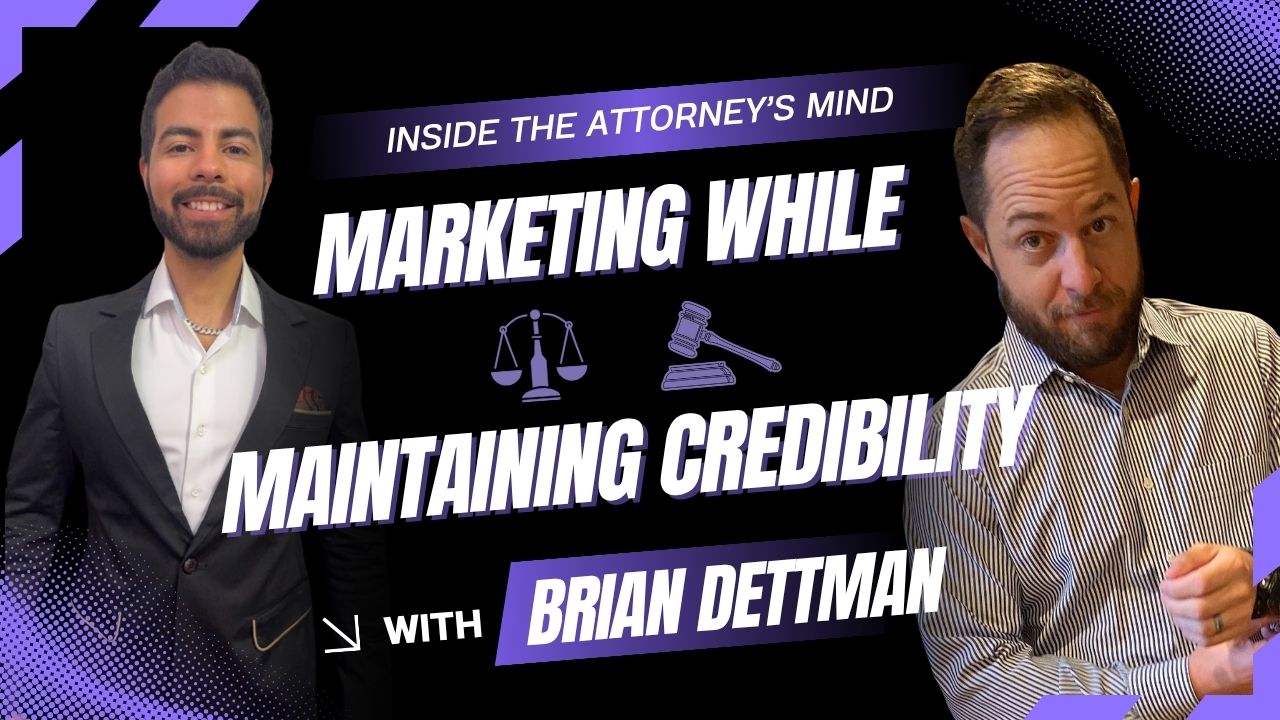 INSIDE THE ATTORNEY'S MIND
MARKETING WHILE
MAINTAINING CREDIBILITY
WITH BRIAN DETTMAN